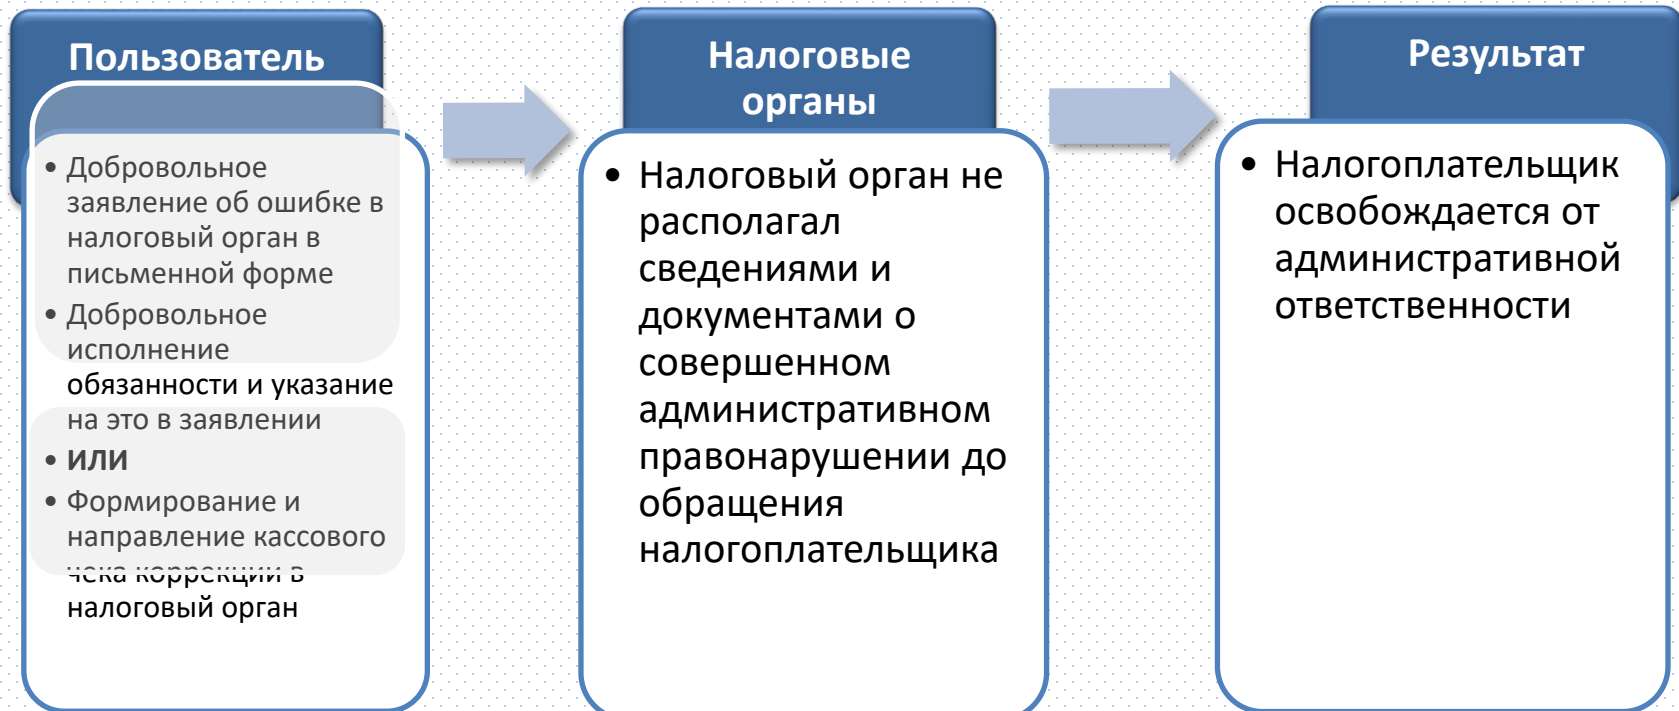 Пользователь
• Добровольное
заявление об ошибке в
налоговый орган в
письменной форме
• Добровольное
исполнение
обязанности и указание
на это в заявлении
• ИЛИ
• Формирование и
направление кассового
чека коррекции в
налоговый орган
Налоговые
органы
• Налоговый орган не
располагал
сведениями и
документами о
совершенном
административном
правонарушении до
обращения
налогоплательщика
Результат
• Налогоплательщик
освобождается от
административной
ответственности